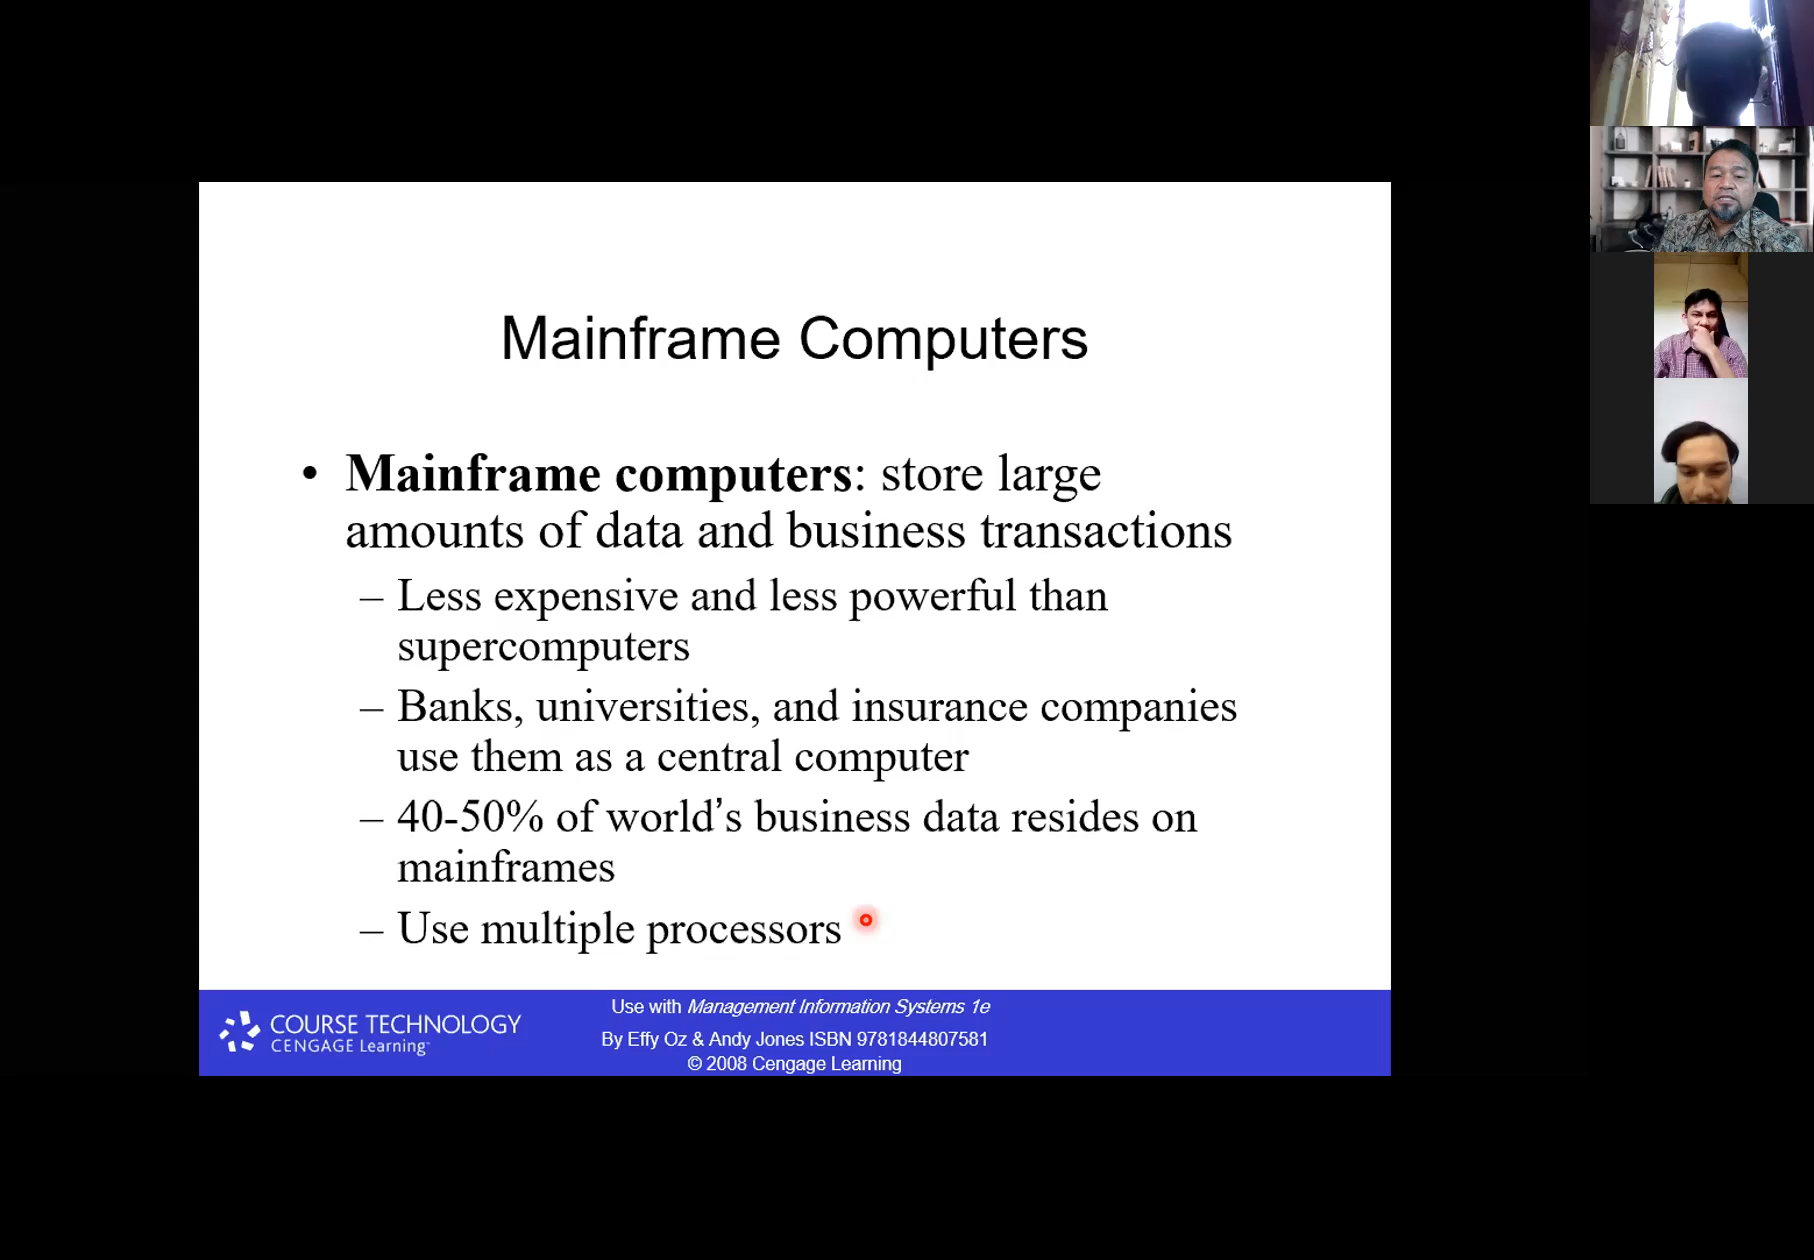 Mainframe Computers
• Mainframe computers: store large
amounts of data and business transactions
– Less expensive and less powerful than
supercomputers
– Banks, universities, and insurance companies
use them as a central computer
– 40-50% of world’s business data resides on
mainframes
– Use multiple processors
COURSE TECHNOLOGY
CENGAGE Learning™
Use with Management Information Systems 1e
By Effy Oz & Andy Jones ISBN 9781844807581
© 2008 Cengage Learning